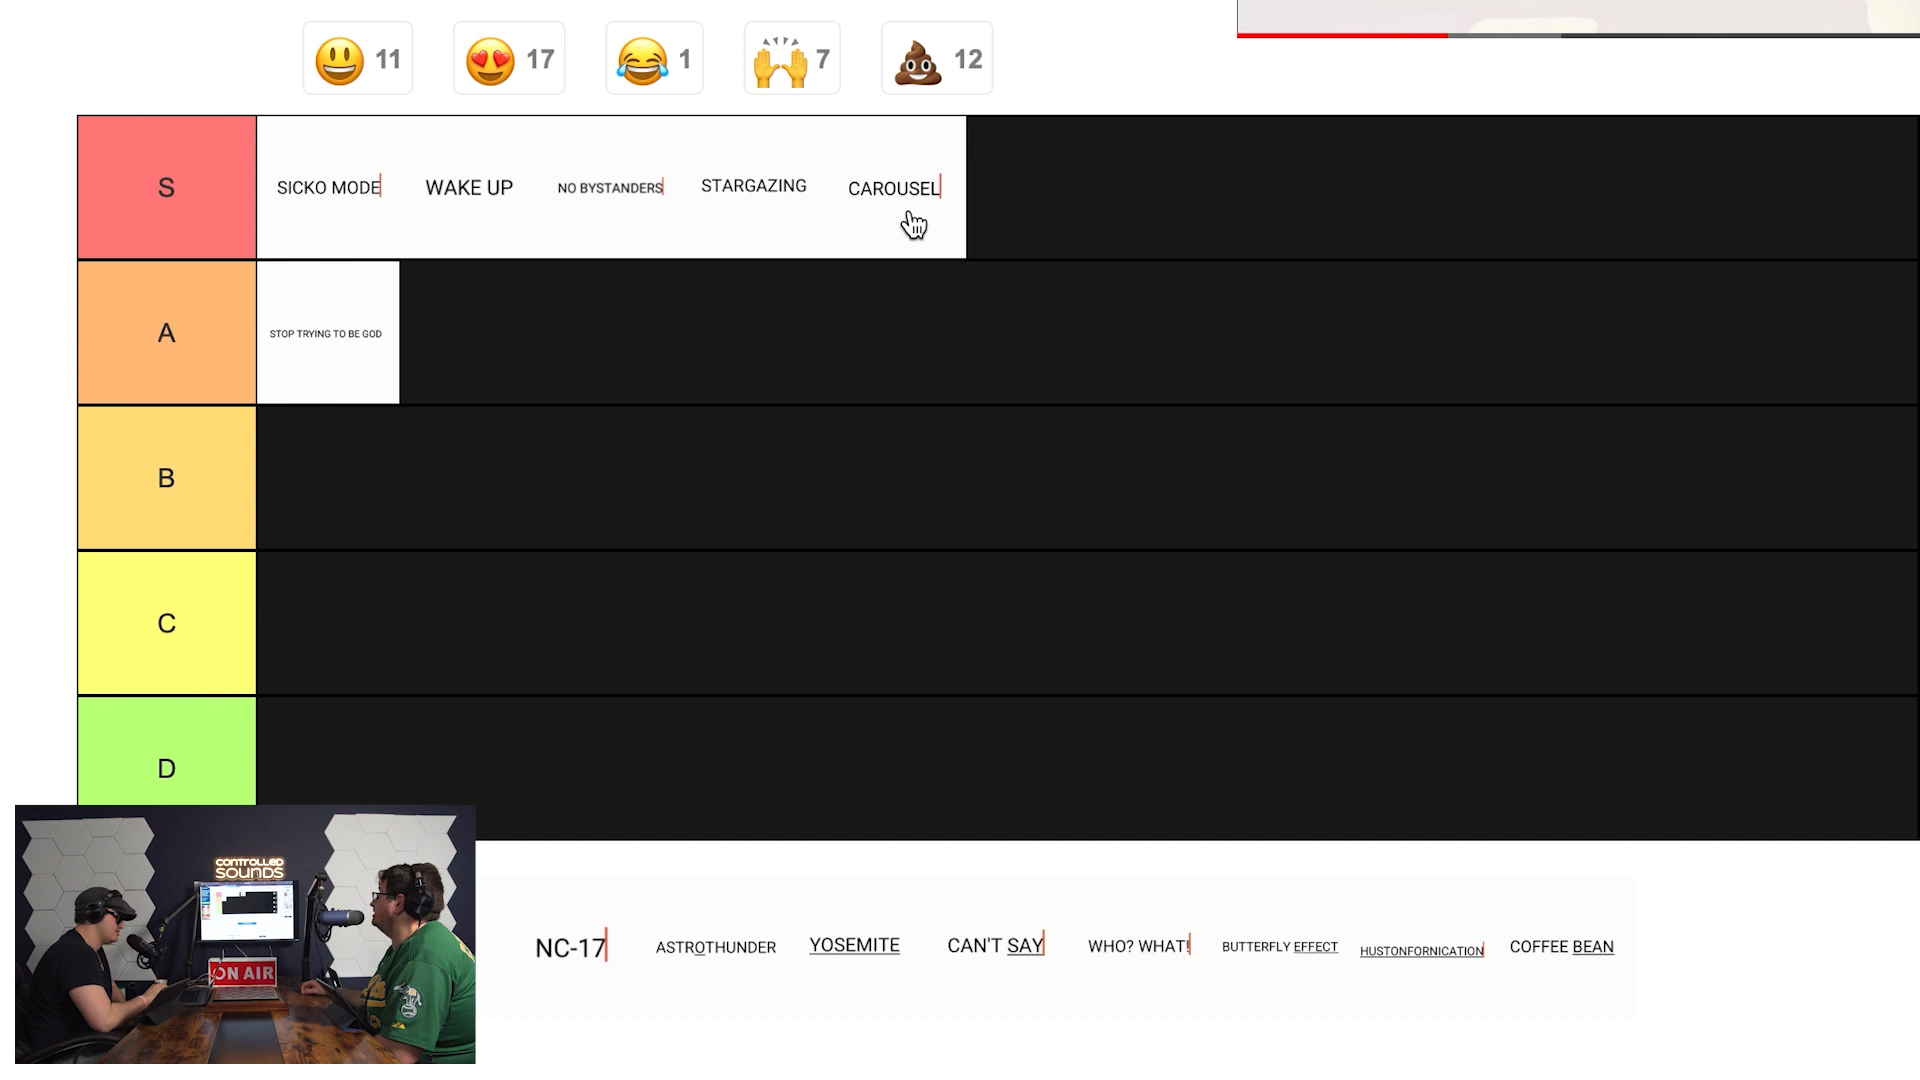 11 17 1 7 12
S
SICKO MODE WAKE UP NO BYSTANDERS STARGAZING CAROUSEL
A
STOP TRYING TO BE GOD
B
C
D
CONTROLLED
SOUNDS
ON AIR
NC-17 ASTROTHUNDER YOSEMITE CAN'T SAY WHO? WHAT! BUTTERFLY EFFECT HUSTONFORNICATION COFFEE BEAN